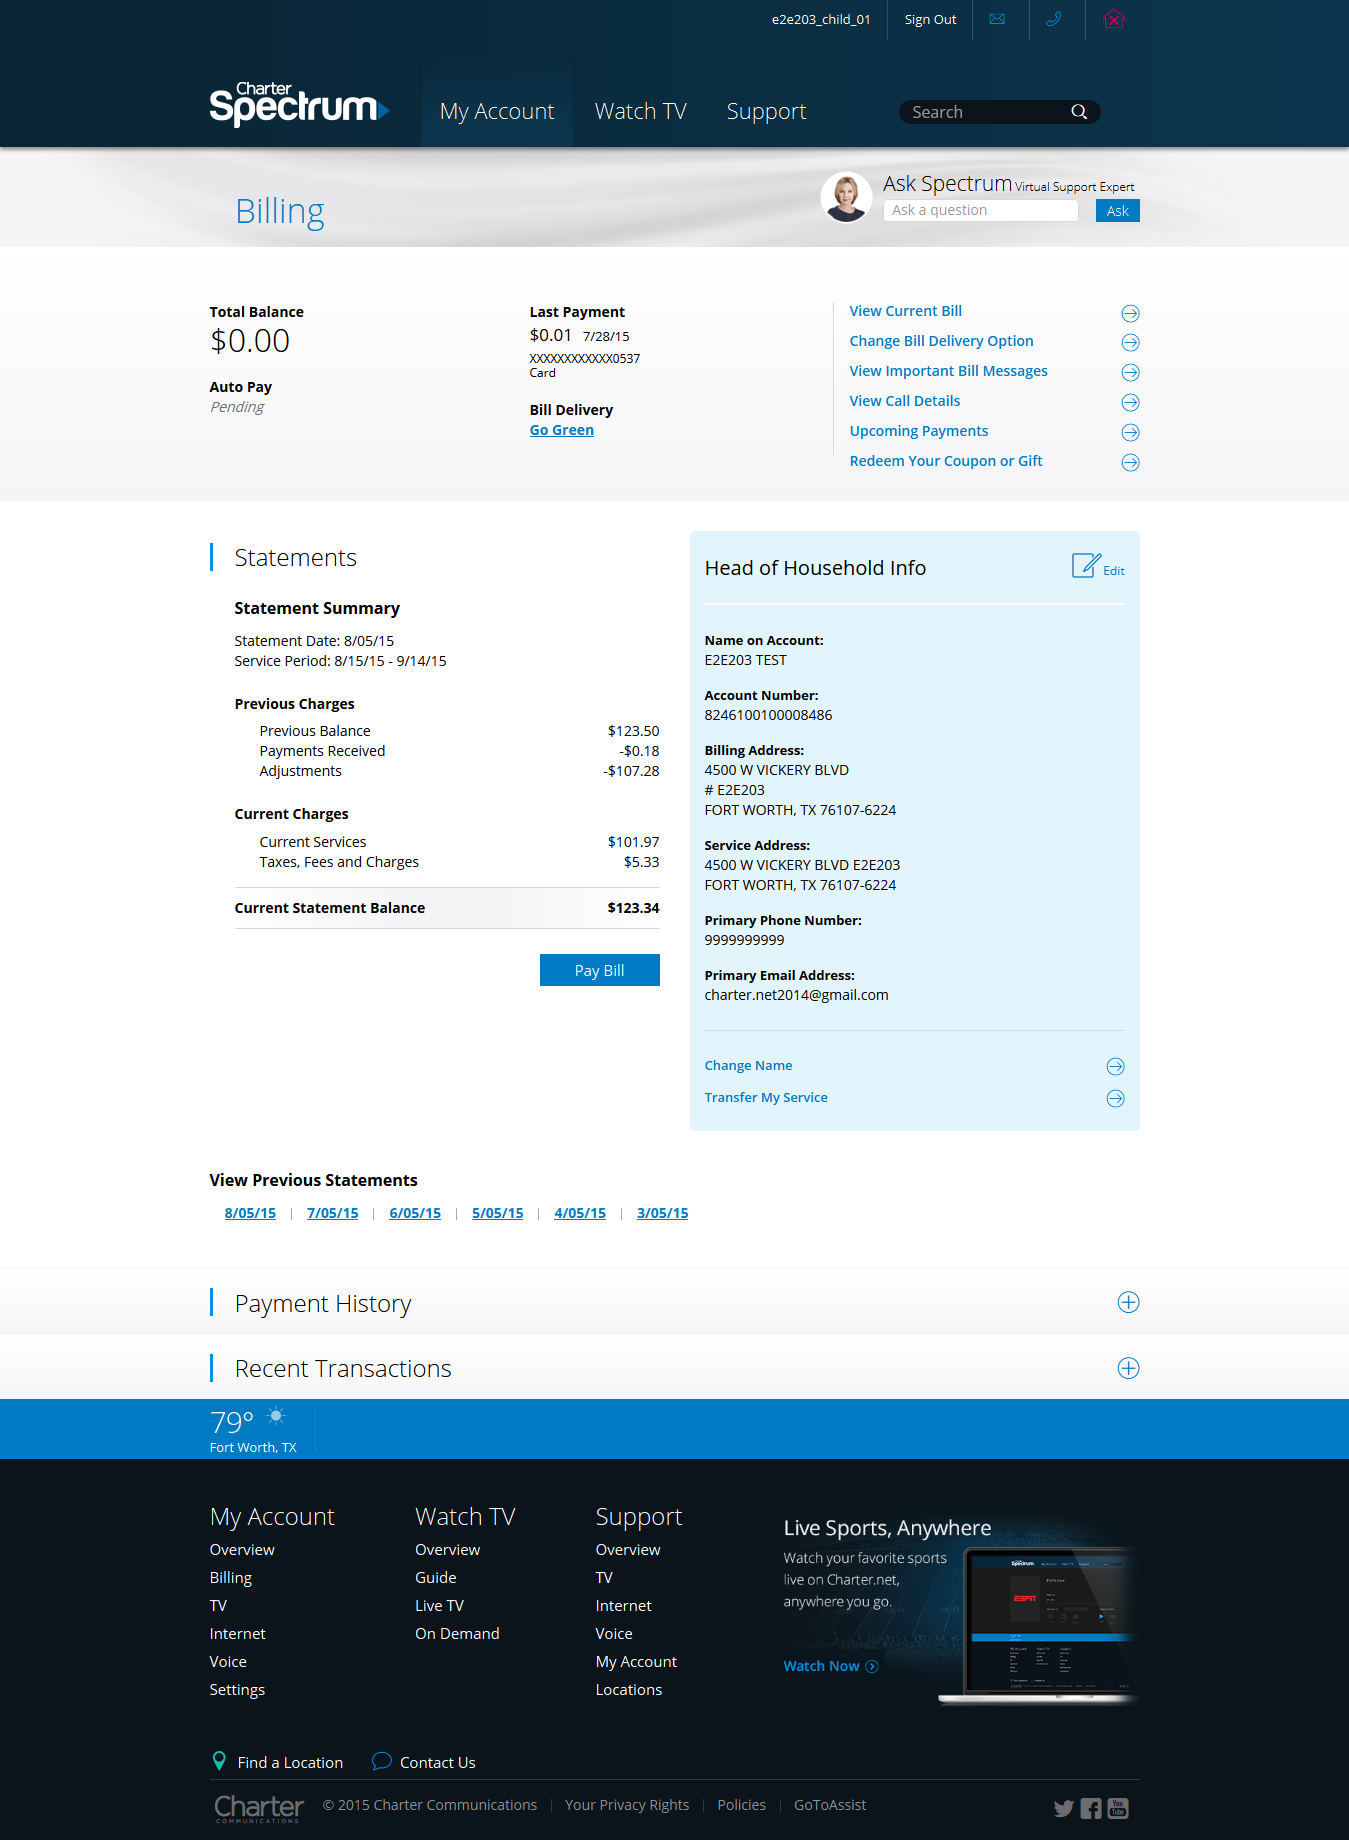 e2e203_child_01
Sign Out
Charter
Spectrum
My Account
Watch TV
Support
Search
Billing
Ask Spectrum Virtual Support Expert
Ask a question
Ask
Total Balance
$0.00
Auto Pay
Pending
Last Payment
$0.01 7/28/15
XXXXXXXXXXXX0537
Card
Bill Delivery
Go Green
View Current Bill
Change Bill Delivery Option
View Important Bill Messages
View Call Details
Upcoming Payments
Redeem Your Coupon or Gift
Statements
Statement Summary
Statement Date: 8/05/15
Service Period: 8/15/15 - 9/14/15
Previous Charges
Previous Balance $123.50
Payments Received -$0.18
Adjustments -$107.28
Current Charges
Current Services $101.97
Taxes, Fees and Charges $5.33
Current Statement Balance $123.34
Pay Bill
Head of Household Info
Edit
Name on Account:
E2E203 TEST
Account Number:
8246100100008486
Billing Address:
4500 W VICKERY BLVD
# E2E203
FORT WORTH, TX 76107-6224
Service Address:
4500 W VICKERY BLVD E2E203
FORT WORTH, TX 76107-6224
Primary Phone Number:
9999999999
Primary Email Address:
charter.net2014@gmail.com
Change Name
Transfer My Service
View Previous Statements
8/05/15 | 7/05/15 | 6/05/15 | 5/05/15 | 4/05/15 | 3/05/15
Payment History
Recent Transactions
79°
Fort Worth, TX
My Account
Overview
Billing
TV
Internet
Voice
Settings
Watch TV
Overview
Guide
Live TV
On Demand
Support
Overview
TV
Internet
Voice
My Account
Locations
Live Sports, Anywhere
Watch your favorite sports
live on Charter.net,
anywhere you go.
Watch Now
Spectrum
ESPN
Find a Location
Contact Us
Charter
COMMUNICATIONS
© 2015 Charter Communications | Your Privacy Rights | Policies | GoToAssist
You
Tube